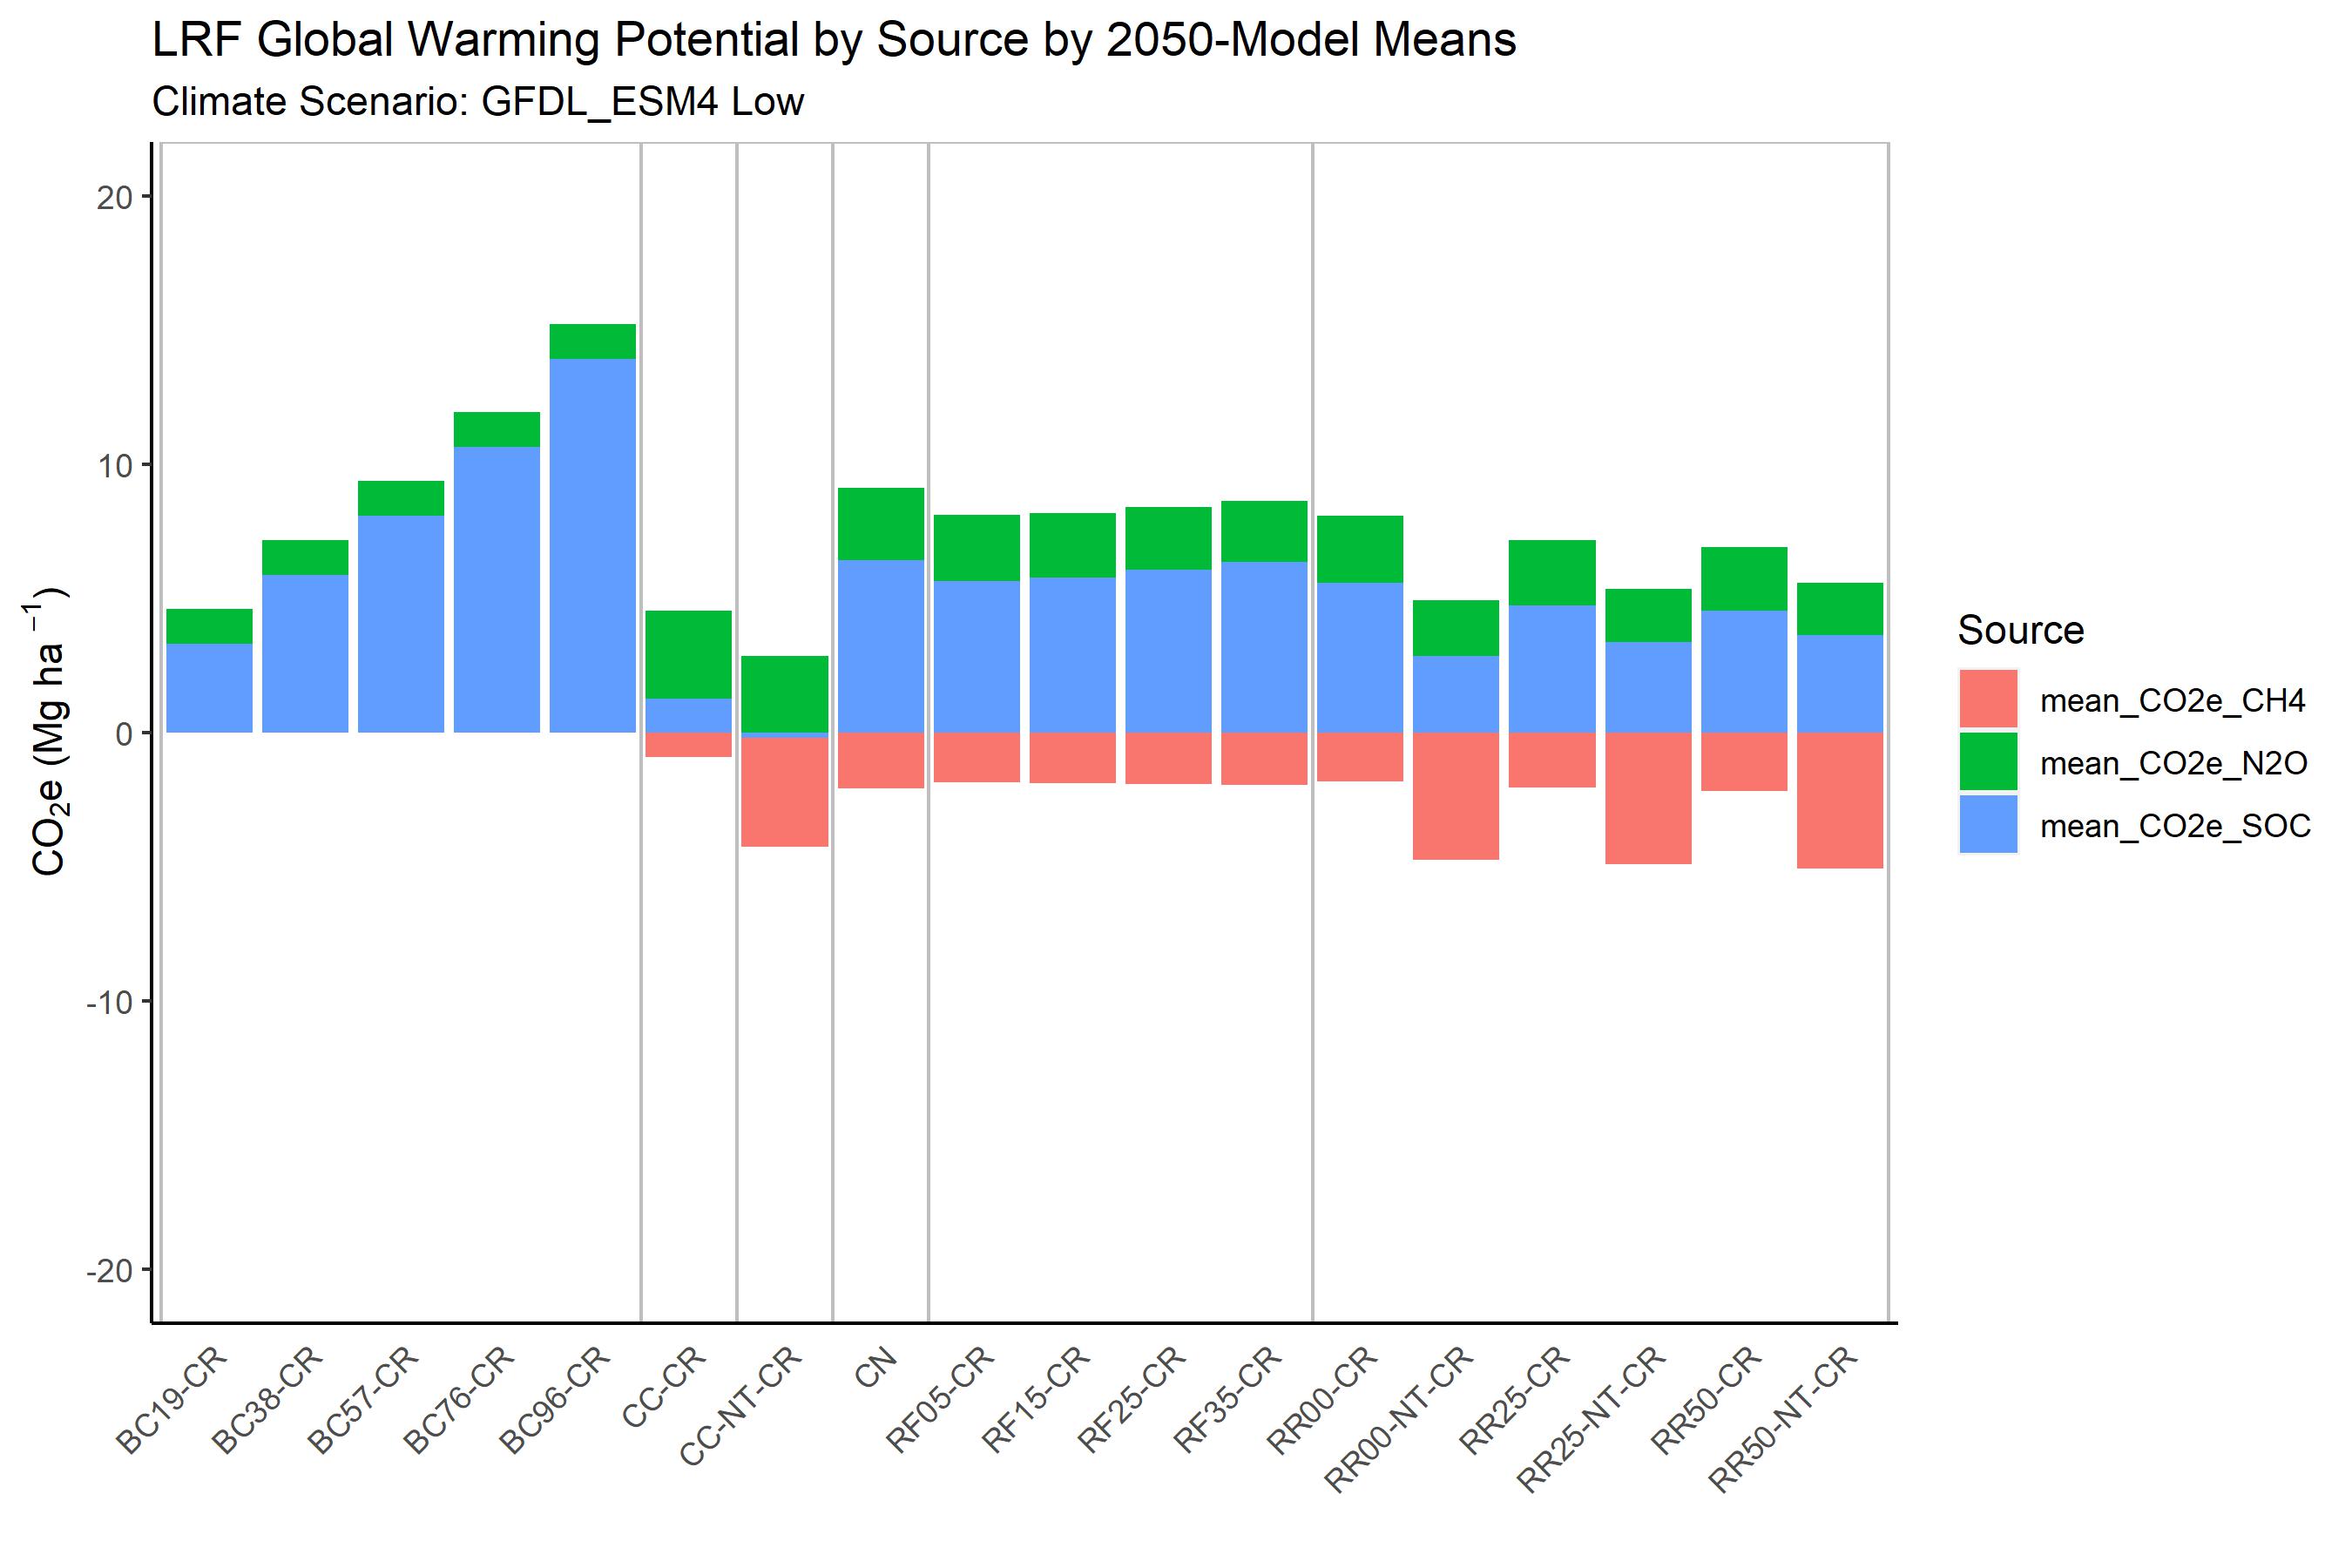 LRF Global Warming Potential by Source by 2050-Model Means
Climate Scenario: GFDL_ESM4 Low
CO₂e (Mg ha ⁻¹)
20
10
0
-10
-20
BC19-CR
BC38-CR
BC57-CR
BC76-CR
BC96-CR
CC-CR
CC-NT-CR
CN
RF05-CR
RF15-CR
RF25-CR
RF35-CR
RR00-CR
RR00-NT-CR
RR25-CR
RR25-NT-CR
RR50-CR
RR50-NT-CR
Source
mean_CO2e_CH4
mean_CO2e_N2O
mean_CO2e_SOC